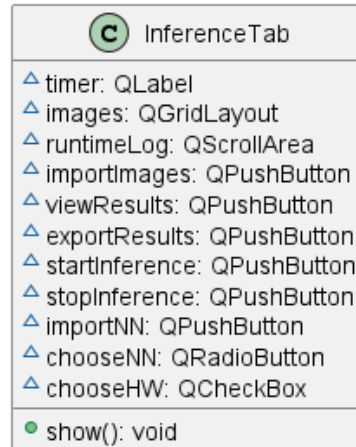 C InferenceTab
timer: QLabel
images: QGridLayout
runtimeLog: QScrollArea
importImages: QPushButton
viewResults: QPushButton
exportResults: QPushButton
startInference: QPushButton
stopInference: QPushButton
importNN: QPushButton
chooseNN: QRadioButton
chooseHW: QCheckBox
show(): void